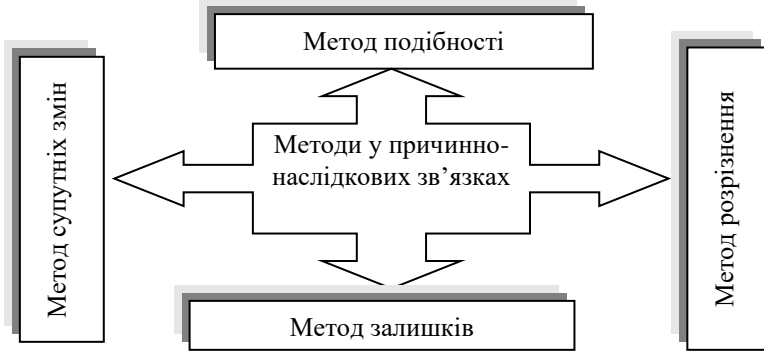 Метод подібності
Метод супутніх змін
Методи у причинно-
наслідкових зв’язках
Метод розрізнення
Метод залишків